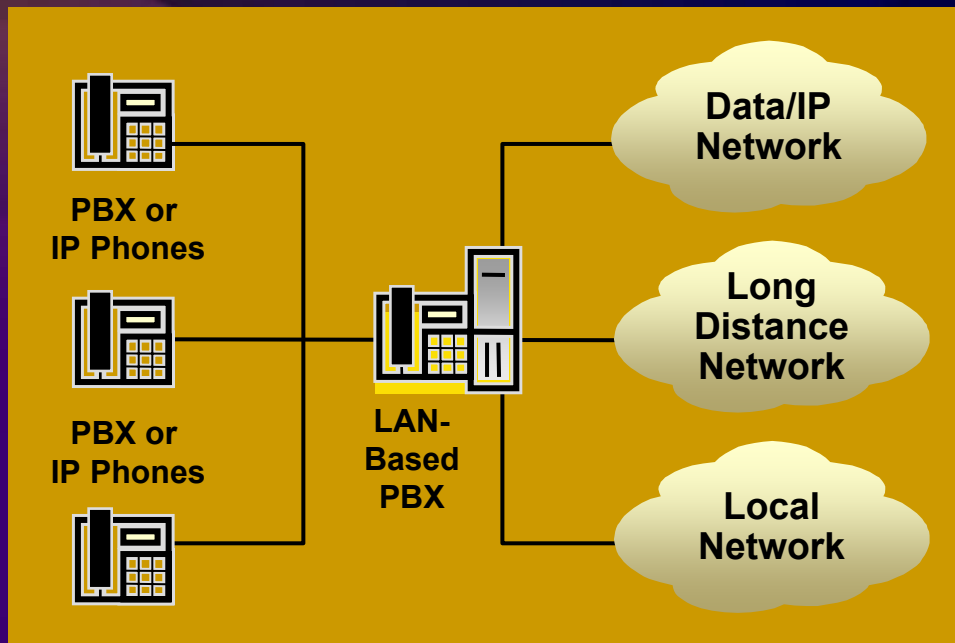 PBX or
IP Phones
PBX or
IP Phones
LAN-
Based
PBX
Data/IP
Network
Long
Distance
Network
Local
Network